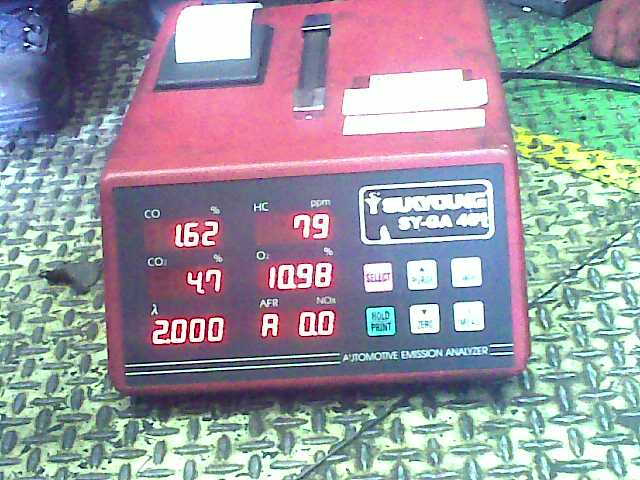 CO %
1.62
HC ppm
79
SUKYOUNG
SY-GA 401
CO₂ %
4.7
O₂ %
10.98
SELECT
PURGE
λ
2.000
AFR NOx
A 0.0
HOLD
PRINT
ZERO
AUTOMOTIVE EMISSION ANALYZER